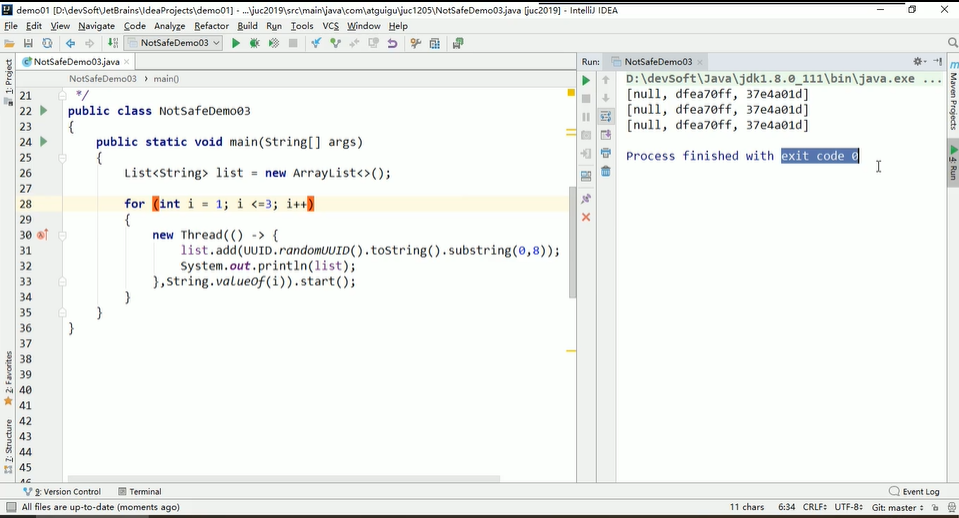 demo01 [D:\devSoft\JetBrains\IdeaProjects\demo01] - ...\juc2019\src\main\java\com\atguigu\juc1205\NotSafeDemo03.java [juc2019] - IntelliJ IDEA
File Edit View Navigate Code Analyze Refactor Build Run Tools VCS Window Help
NotSafeDemo03
NotSafeDemo03.java
Run: NotSafeDemo03
NotSafeDemo03 main()
1: Project
2: Favorites
7: Structure
Maven Projects
4: Run
21 */
22 public class NotSafeDemo03
23 {
24 public static void main(String[] args)
25 {
26 List<String> list = new ArrayList<>();
27
28 for (int i = 1; i <=3; i++)
29 {
30 new Thread(() -> {
31 list.add(UUID.randomUUID().toString().substring(0,8));
32 System.out.println(list);
33 },String.valueOf(i)).start();
34 }
35 }
36 }
37
38
39
40
41
42
43
44
45
D:\devSoft\Java\jdk1.8.0_111\bin\java.exe ...
[null, dfea70ff, 37e4a01d]
[null, dfea70ff, 37e4a01d]
[null, dfea70ff, 37e4a01d]
Process finished with exit code 0
9: Version Control Terminal Event Log
All files are up-to-date (moments ago) 11 chars 6:34 CRLF UTF-8 Git: master